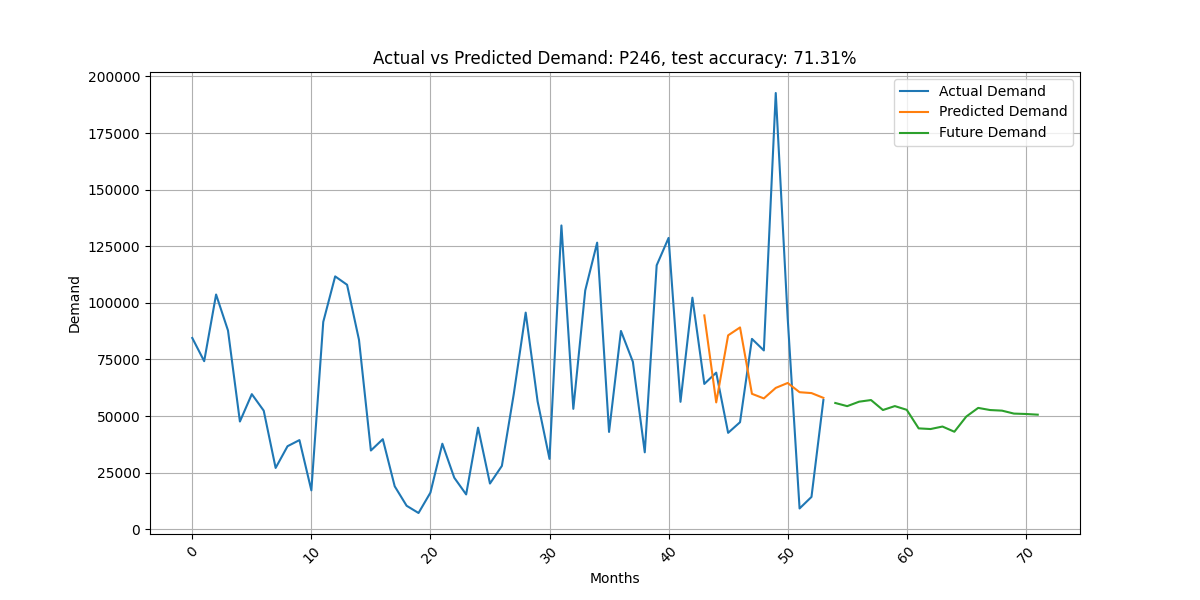 Actual vs Predicted Demand: P246, test accuracy: 71.31%
200000
175000
150000
125000
100000
75000
50000
25000
0
Demand
Actual Demand
Predicted Demand
Future Demand
0
10
20
30
40
50
60
70
Months